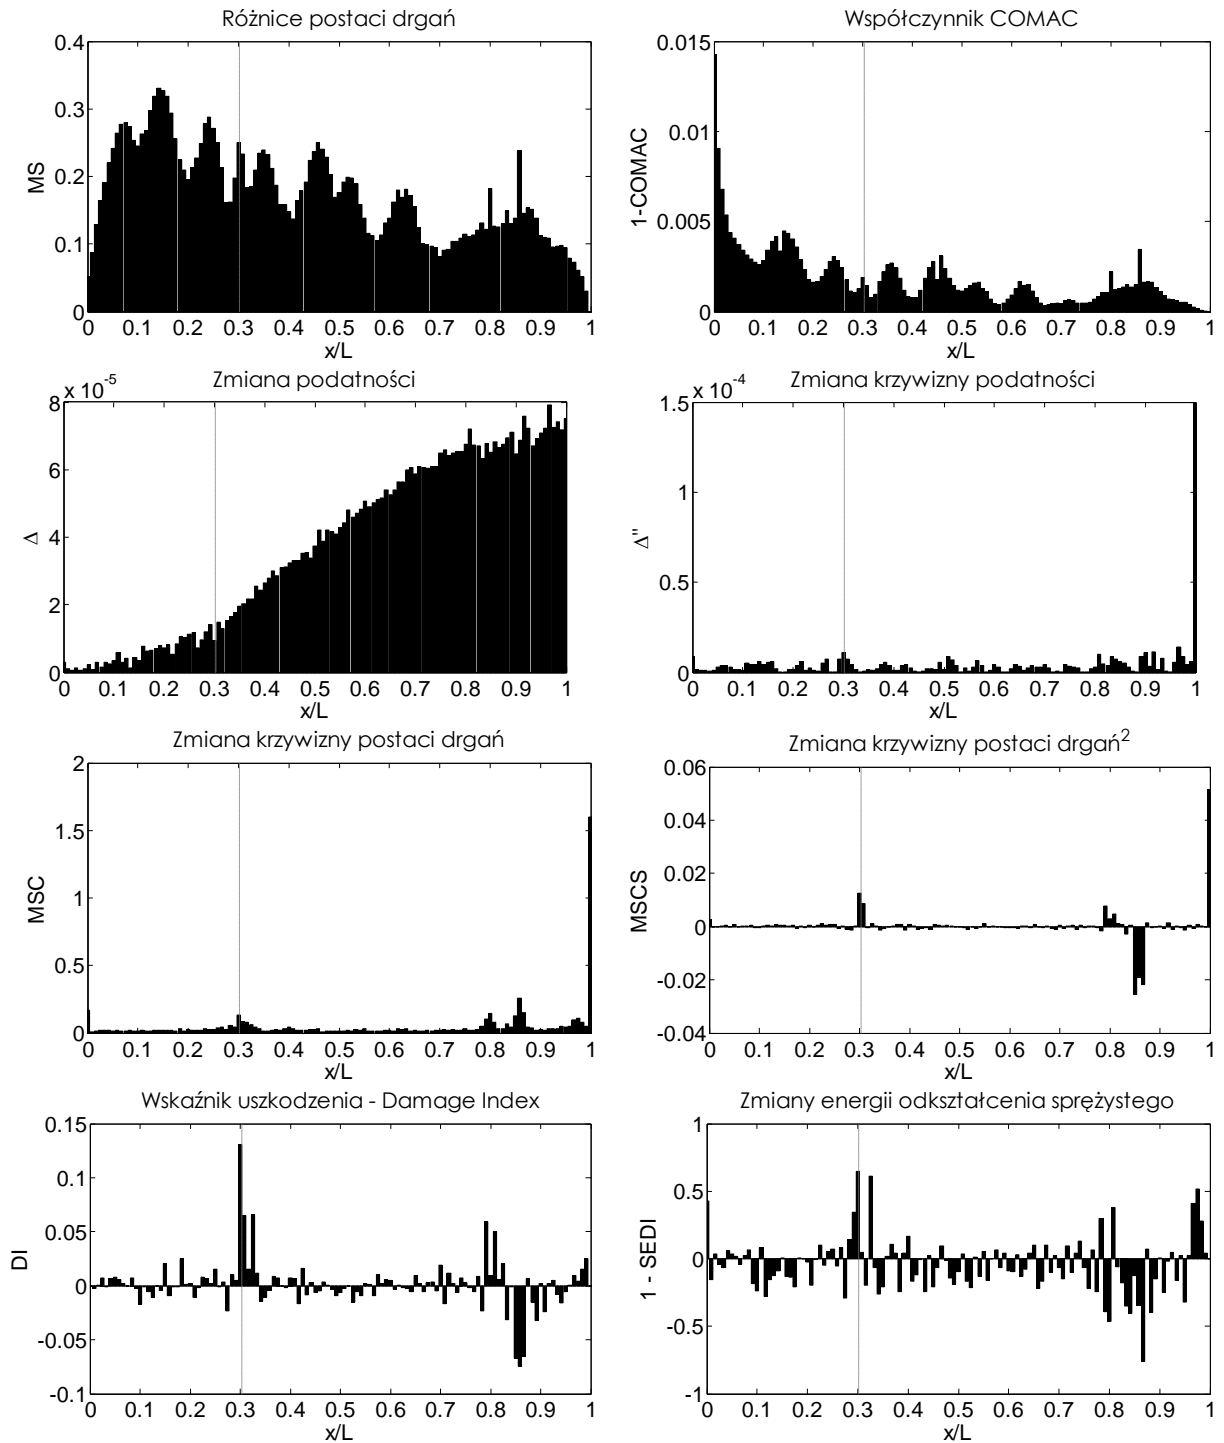 Różnice postaci drgań
MS
0.4
0.3
0.2
0.1
0
0 0.1 0.2 0.3 0.4 0.5 0.6 0.7 0.8 0.9 1
x/L
Współczynnik COMAC
1-COMAC
0.015
0.01
0.005
0
0 0.1 0.2 0.3 0.4 0.5 0.6 0.7 0.8 0.9 1
x/L
Zmiana podatności
x 10⁻⁵
Δ
8
6
4
2
0
0 0.1 0.2 0.3 0.4 0.5 0.6 0.7 0.8 0.9 1
x/L
Zmiana krzywizny podatności
x 10⁻⁴
Δ"
1.5
1
0.5
0
0 0.1 0.2 0.3 0.4 0.5 0.6 0.7 0.8 0.9 1
x/L
Zmiana krzywizny postaci drgań
MSC
2
1.5
1
0.5
0
0 0.1 0.2 0.3 0.4 0.5 0.6 0.7 0.8 0.9 1
x/L
Zmiana krzywizny postaci drgań²
MSCS
0.06
0.04
0.02
0
-0.02
-0.04
0 0.1 0.2 0.3 0.4 0.5 0.6 0.7 0.8 0.9 1
x/L
Wskaźnik uszkodzenia - Damage Index
DI
0.15
0.1
0.05
0
-0.05
-0.1
0 0.1 0.2 0.3 0.4 0.5 0.6 0.7 0.8 0.9 1
x/L
Zmiany energii odkształcenia sprężystego
1 - SEDI
1
0.5
0
-0.5
-1
0 0.1 0.2 0.3 0.4 0.5 0.6 0.7 0.8 0.9 1
x/L